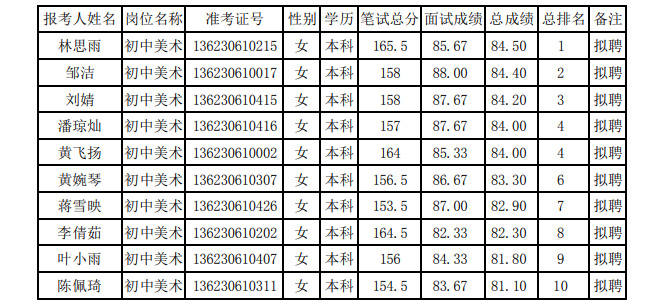 报考人姓名 岗位名称 准考证号 性别 学历 笔试总分 面试成绩 总成绩 总排名 备注
林思雨 初中美术 136230610215 女 本科 165.5 85.67 84.50 1 拟聘
邹洁 初中美术 136230610017 女 本科 158 88.00 84.40 2 拟聘
刘婧 初中美术 136230610415 女 本科 158 87.67 84.20 3 拟聘
潘琼灿 初中美术 136230610416 女 本科 157 87.67 84.00 4 拟聘
黄飞扬 初中美术 136230610002 女 本科 164 85.33 84.00 4 拟聘
黄婉琴 初中美术 136230610307 女 本科 156.5 86.67 83.30 6 拟聘
蒋雪映 初中美术 136230610426 女 本科 153.5 87.00 82.90 7 拟聘
李倩茹 初中美术 136230610202 女 本科 164.5 82.33 82.30 8 拟聘
叶小雨 初中美术 136230610407 女 本科 156 84.33 81.80 9 拟聘
陈佩琦 初中美术 136230610311 女 本科 154.5 83.67 81.10 10 拟聘